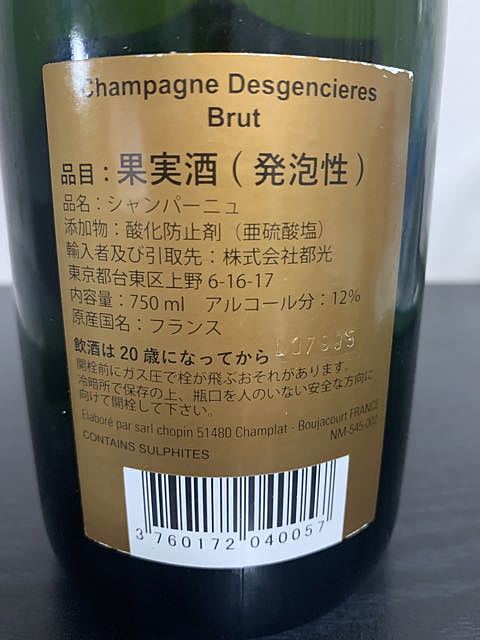 Champagne Desgencieres
Brut
品目：果実酒（発泡性）
品名：シャンパーニュ
添加物：酸化防止剤（亜硫酸塩）
輸入者及び引取先：株式会社都光
東京都台東区上野 6-16-17
内容量：750 ml　アルコール分：12%
原産国名：フランス
飲酒は20歳になってから
開栓前にガス圧で栓が飛ぶおそれがあります。
冷暗所で保存の上、瓶口を人のいない安全な方向に
向けて開栓して下さい。
Elaboré par sarl chopin 51480 Champlat - Boujacourt FRANCE
NM-545-002
CONTAINS SULPHITES
3 760172 040057